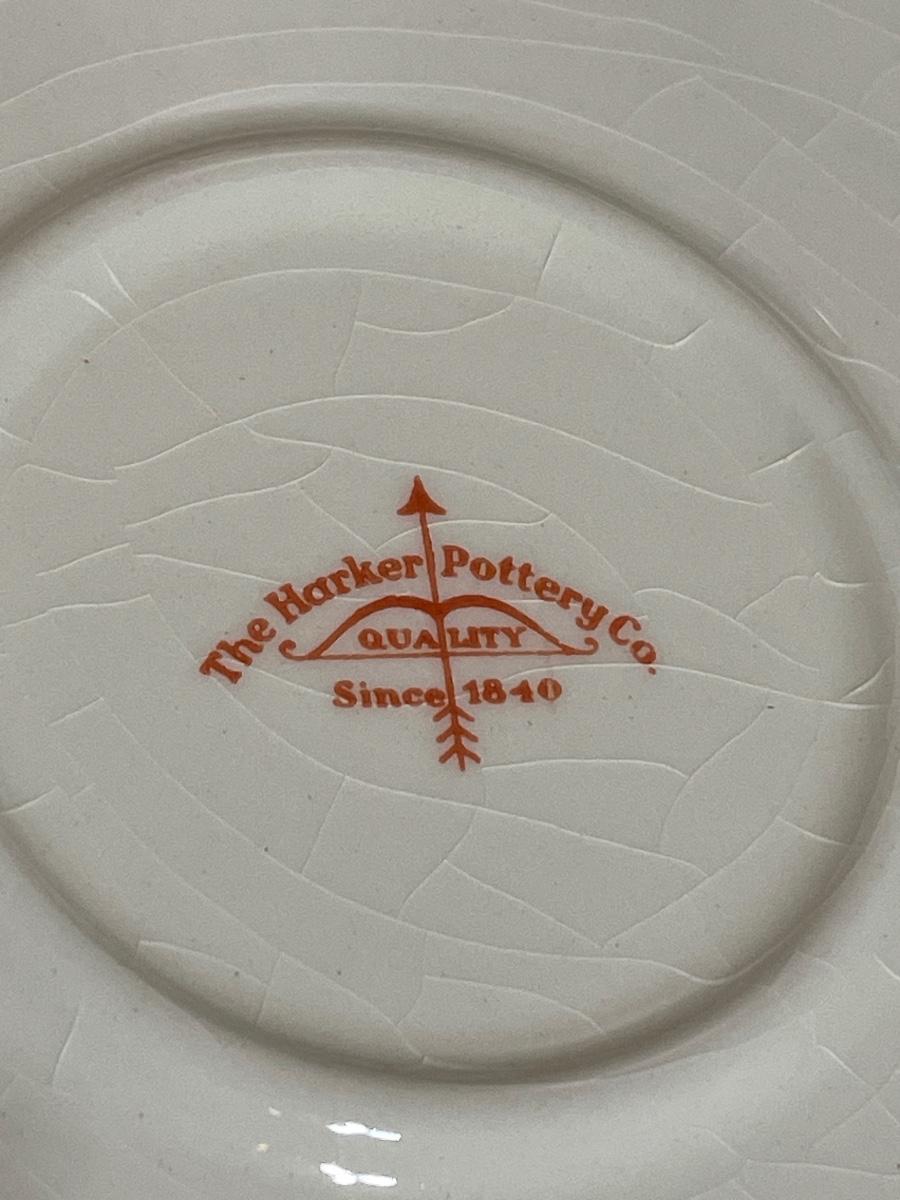 The Harker Pottery Co.
QUALITY
Since 1840